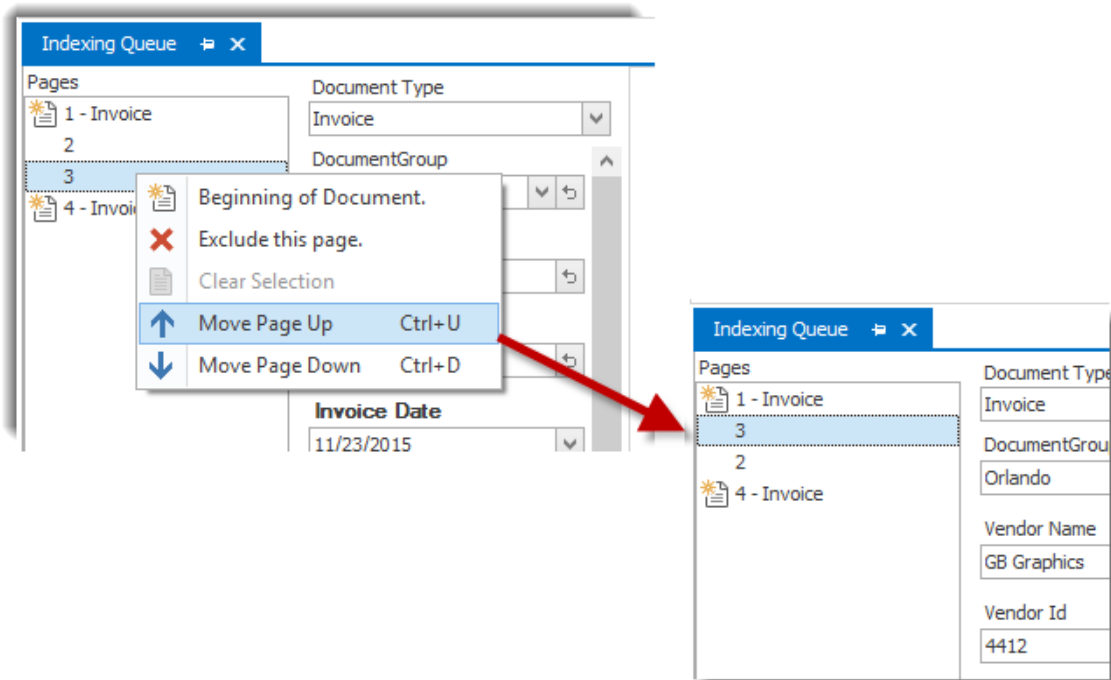 Indexing Queue
Pages
Document Type
1 - Invoice
Invoice
2
DocumentGroup
3
4 - Invoi
Beginning of Document.
Exclude this page.
Clear Selection
Move Page Up Ctrl+U
Move Page Down Ctrl+D
Invoice Date
11/23/2015
Indexing Queue
Pages
Document Type
1 - Invoice
Invoice
3
DocumentGrou
2
Orlando
4 - Invoice
Vendor Name
GB Graphics
Vendor Id
4412